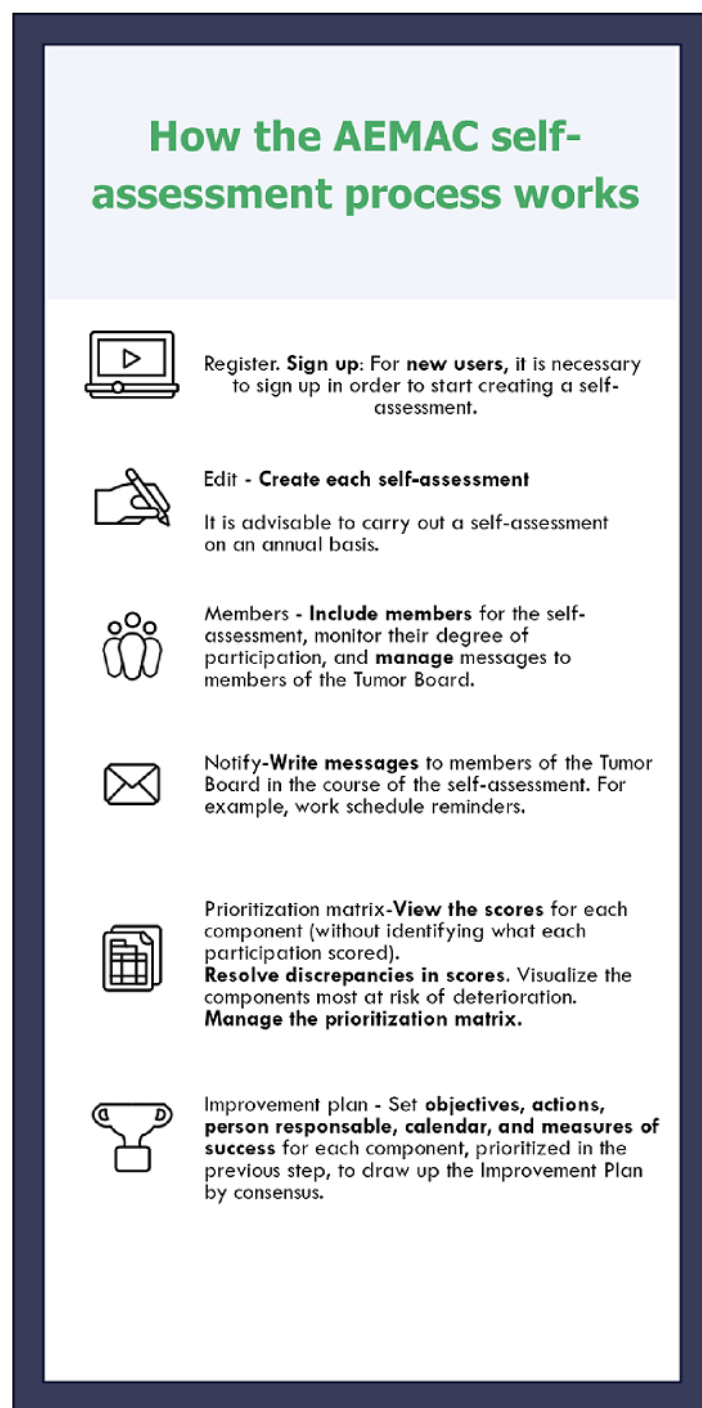 How the AEMAC self-
assessment process works
Register. Sign up: For new users, it is necessary
to sign up in order to start creating a self-
assessment.
Edit - Create each self-assessment
It is advisable to carry out a self-assessment
on an annual basis.
Members - Include members for the self-
assessment, monitor their degree of
participation, and manage messages to
members of the Tumor Board.
Notify-Write messages to members of the Tumor
Board in the course of the self-assessment. For
example, work schedule reminders.
Prioritization matrix-View the scores for each
component (without identifying what each
participation scored).
Resolve discrepancies in scores. Visualize the
components most at risk of deterioration.
Manage the prioritization matrix.
Improvement plan - Set objectives, actions,
person responsable, calendar, and measures of
success for each component, prioritized in the
previous step, to draw up the Improvement Plan
by consensus.